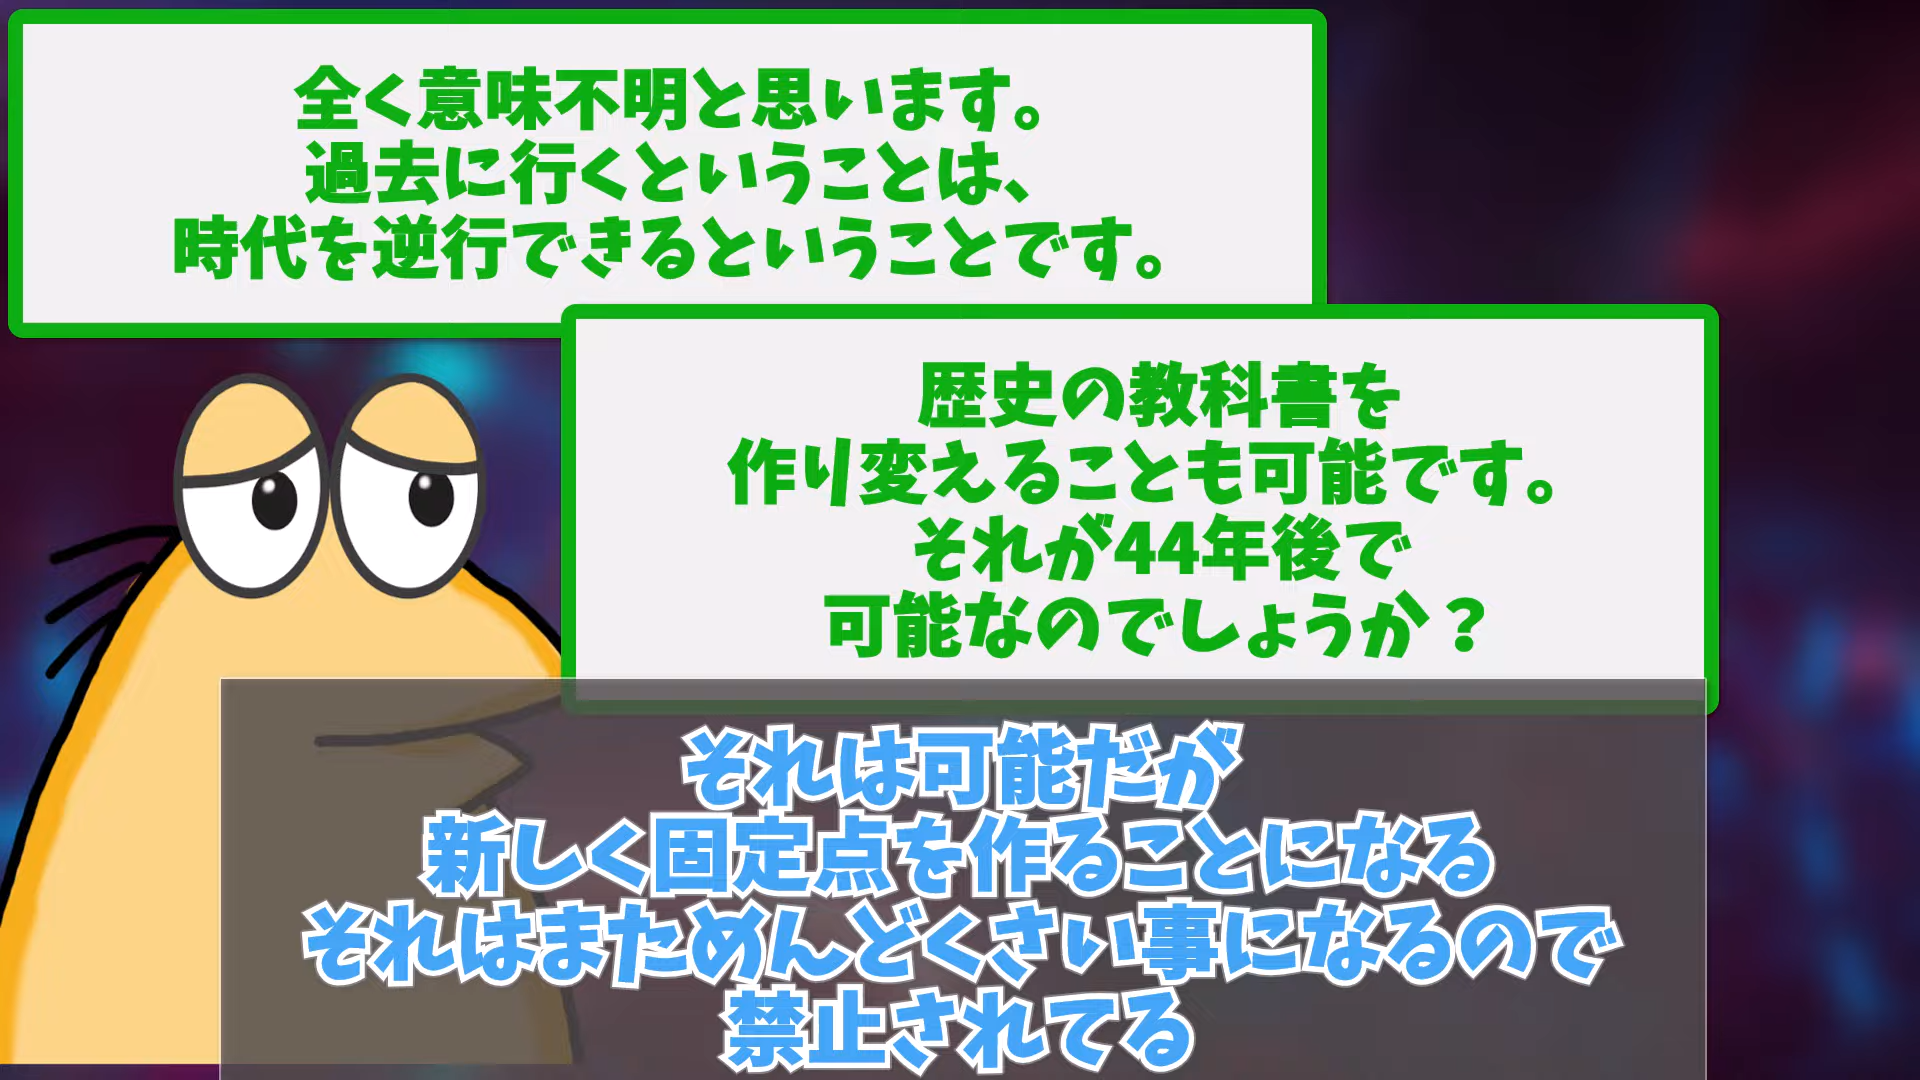 全く意味不明と思います。
過去に行くということは、
時代を逆行できるということです。
歴史の教科書を
作り変えることも可能です。
それが44年後で
可能なのでしょうか？
それは可能だが
新しく固定点を作ることになる
それはまためんどくさい事になるので
禁止されてる